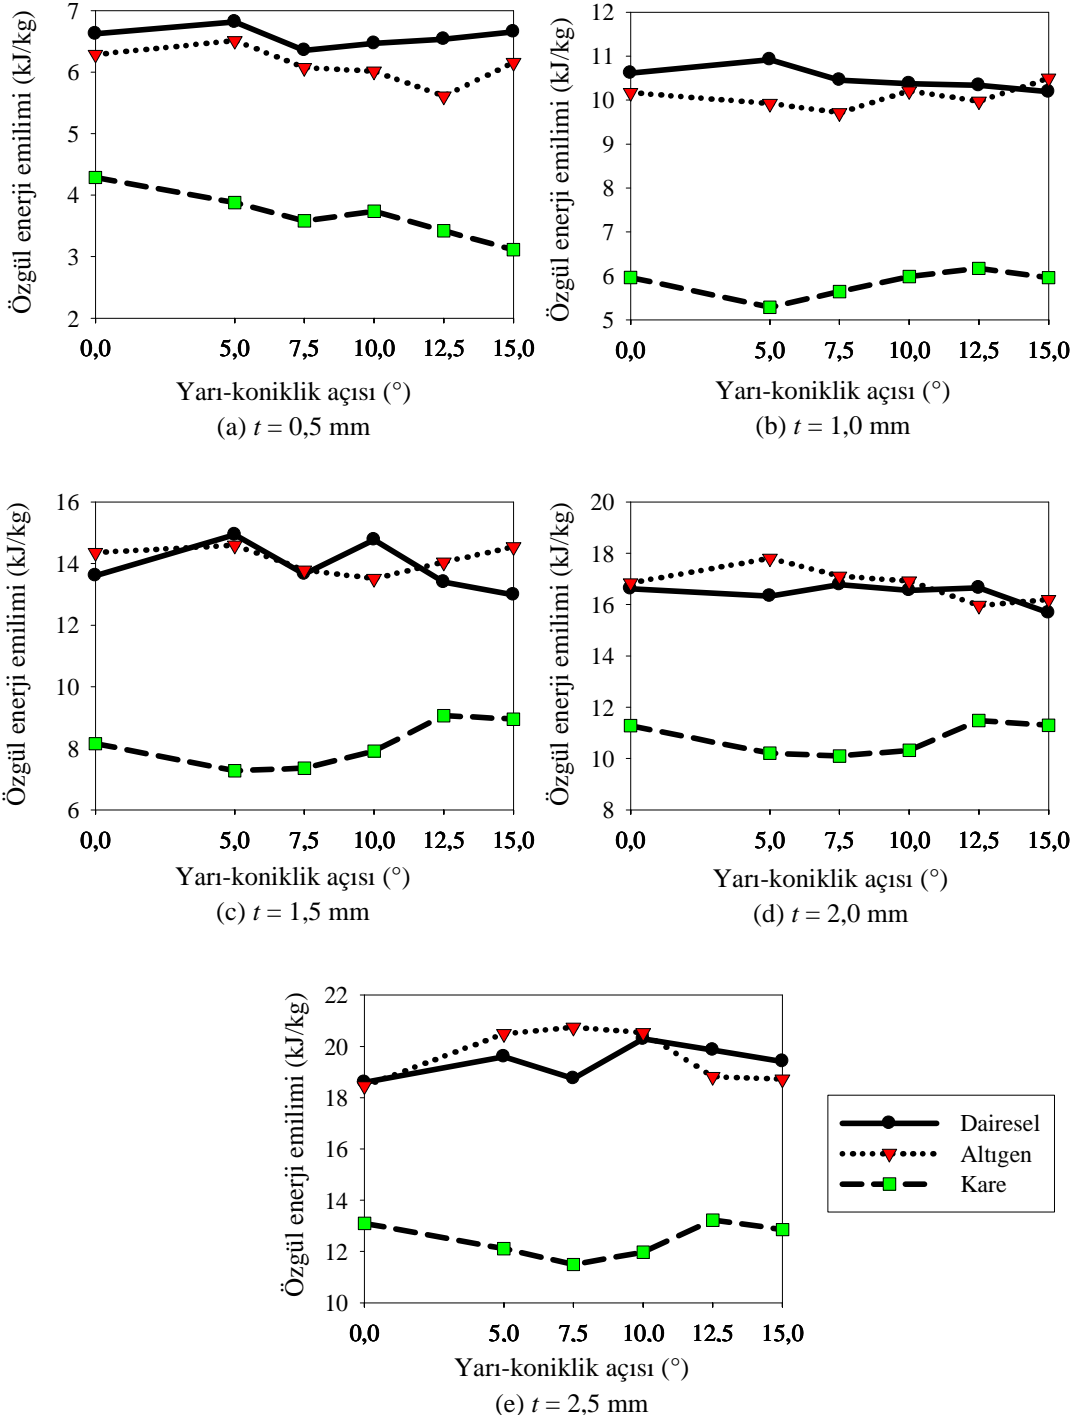 Özgül enerji emilimi (kJ/kg)
7
6
5
4
3
2
0,0 5,0 7,5 10,0 12,5 15,0
Yarı-koniklik açısı (°)
(a) t = 0,5 mm
Özgül enerji emilimi (kJ/kg)
12
11
10
9
8
7
6
5
0,0 5,0 7,5 10,0 12,5 15,0
Yarı-koniklik açısı (°)
(b) t = 1,0 mm
Özgül enerji emilimi (kJ/kg)
16
14
12
10
8
6
0,0 5,0 7,5 10,0 12,5 15,0
Yarı-koniklik açısı (°)
(c) t = 1,5 mm
Özgül enerji emilimi (kJ/kg)
20
18
16
14
12
10
8
0,0 5,0 7,5 10,0 12,5 15,0
Yarı-koniklik açısı (°)
(d) t = 2,0 mm
Özgül enerji emilimi (kJ/kg)
22
20
18
16
14
12
10
0,0 5,0 7,5 10,0 12,5 15,0
Yarı-koniklik açısı (°)
(e) t = 2,5 mm
Dairesel
Altıgen
Kare